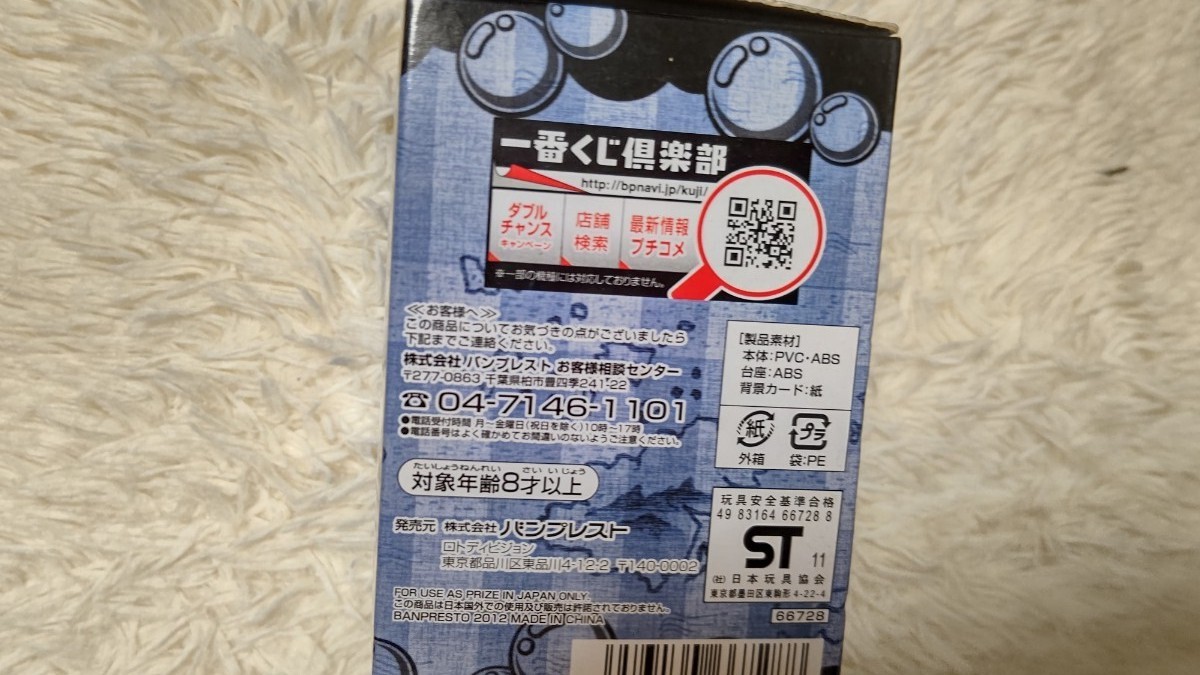 一番くじ倶楽部
http://bpnavi.jp/kuji/
ダブル
チャンス
キャンペーン
店舗
検索
最新情報
プチコメ
※一部の機種には対応しておりません。
≪お客様へ≫
この商品についてお気づきの点がございましたら
下記までご連絡ください。
株式会社 バンプレスト お客様相談センター
〒277-0863 千葉県柏市豊四季241-22
☎ 04-7146-1101
●電話受付時間 月〜金曜日(祝日を除く)10時〜17時
●電話番号はよく確かめてお間違いのないようご注意ください。
たいしょうねんれい さい いじょう
対象年齢8才以上
発売元 株式会社 バンプレスト
ロトディビジョン
東京都品川区東品川4-12-2 〒140-0002
FOR USE AS PRIZE IN JAPAN ONLY.
この商品は日本国外での使用及び販売は許諾されておりません。
BANPRESTO 2012 MADE IN CHINA
[製品素材]
本体:PVC・ABS
台座:ABS
背景カード:紙
紙
外箱
プラ
袋:PE
玩具安全基準合格
49 83164 66728 8
ST 11
(社)日本玩具協会
東京都墨田区東駒形4-22-4
66728